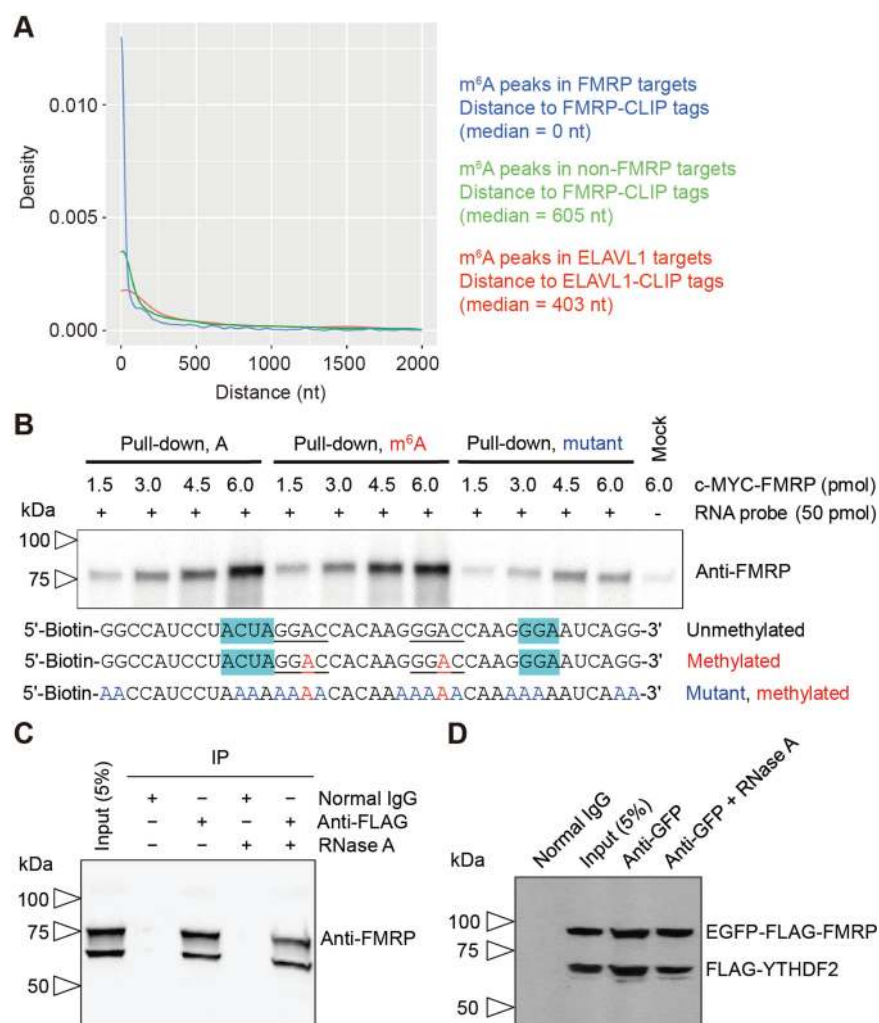 A
0.010
0.005
0.000
Density
0
500
1000
1500
2000
Distance (nt)
m⁶A peaks in FMRP targets
Distance to FMRP-CLIP tags
(median = 0 nt)
m⁶A peaks in non-FMRP targets
Distance to FMRP-CLIP tags
(median = 605 nt)
m⁶A peaks in ELAVL1 targets
Distance to ELAVL1-CLIP tags
(median = 403 nt)
B
Pull-down, A
Pull-down, m⁶A
Pull-down, mutant
Mock
1.5 3.0 4.5 6.0 1.5 3.0 4.5 6.0 1.5 3.0 4.5 6.0 6.0 c-MYC-FMRP (pmol)
kDa + + + + + + + + + + + + - RNA probe (50 pmol)
100
75
Anti-FMRP
5'-Biotin-GGCCAUCCUACUAGGACCACAAGGGACCAAGGGAAUCAGG-3' Unmethylated
5'-Biotin-GGCCAUCCUACUAGGACCACAAGGGACCAAGGGAAUCAGG-3' Methylated
5'-Biotin-AACCAUCCUAAAAAAAACACAAAAAAACAAAAAAAUCAAA-3' Mutant, methylated
C
IP
Input (5%)
– + – + – Normal IgG
– – + – + Anti-FLAG
– – – + + RNase A
kDa
100
75
50
Anti-FMRP
D
Normal IgG
Input (5%)
Anti-GFP
Anti-GFP + RNase A
kDa
100
75
50
EGFP-FLAG-FMRP
FLAG-YTHDF2